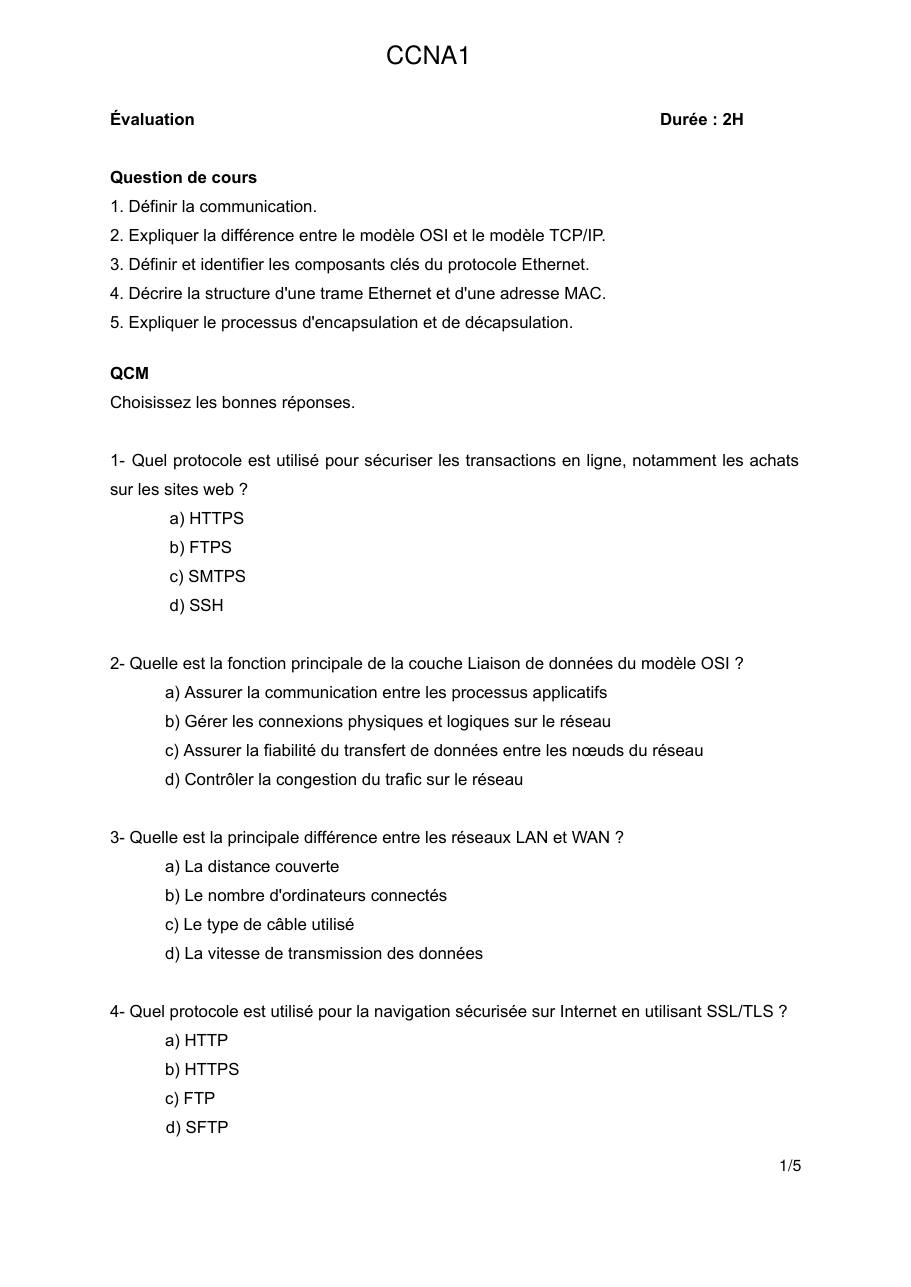 CCNA1
Évaluation Durée : 2H
Question de cours
1. Définir la communication.
2. Expliquer la différence entre le modèle OSI et le modèle TCP/IP.
3. Définir et identifier les composants clés du protocole Ethernet.
4. Décrire la structure d'une trame Ethernet et d'une adresse MAC.
5. Expliquer le processus d'encapsulation et de décapsulation.
QCM
Choisissez les bonnes réponses.
1- Quel protocole est utilisé pour sécuriser les transactions en ligne, notamment les achats
sur les sites web ?
a) HTTPS
b) FTPS
c) SMTPS
d) SSH
2- Quelle est la fonction principale de la couche Liaison de données du modèle OSI ?
a) Assurer la communication entre les processus applicatifs
b) Gérer les connexions physiques et logiques sur le réseau
c) Assurer la fiabilité du transfert de données entre les nœuds du réseau
d) Contrôler la congestion du trafic sur le réseau
3- Quelle est la principale différence entre les réseaux LAN et WAN ?
a) La distance couverte
b) Le nombre d'ordinateurs connectés
c) Le type de câble utilisé
d) La vitesse de transmission des données
4- Quel protocole est utilisé pour la navigation sécurisée sur Internet en utilisant SSL/TLS ?
a) HTTP
b) HTTPS
c) FTP
d) SFTP
1/5